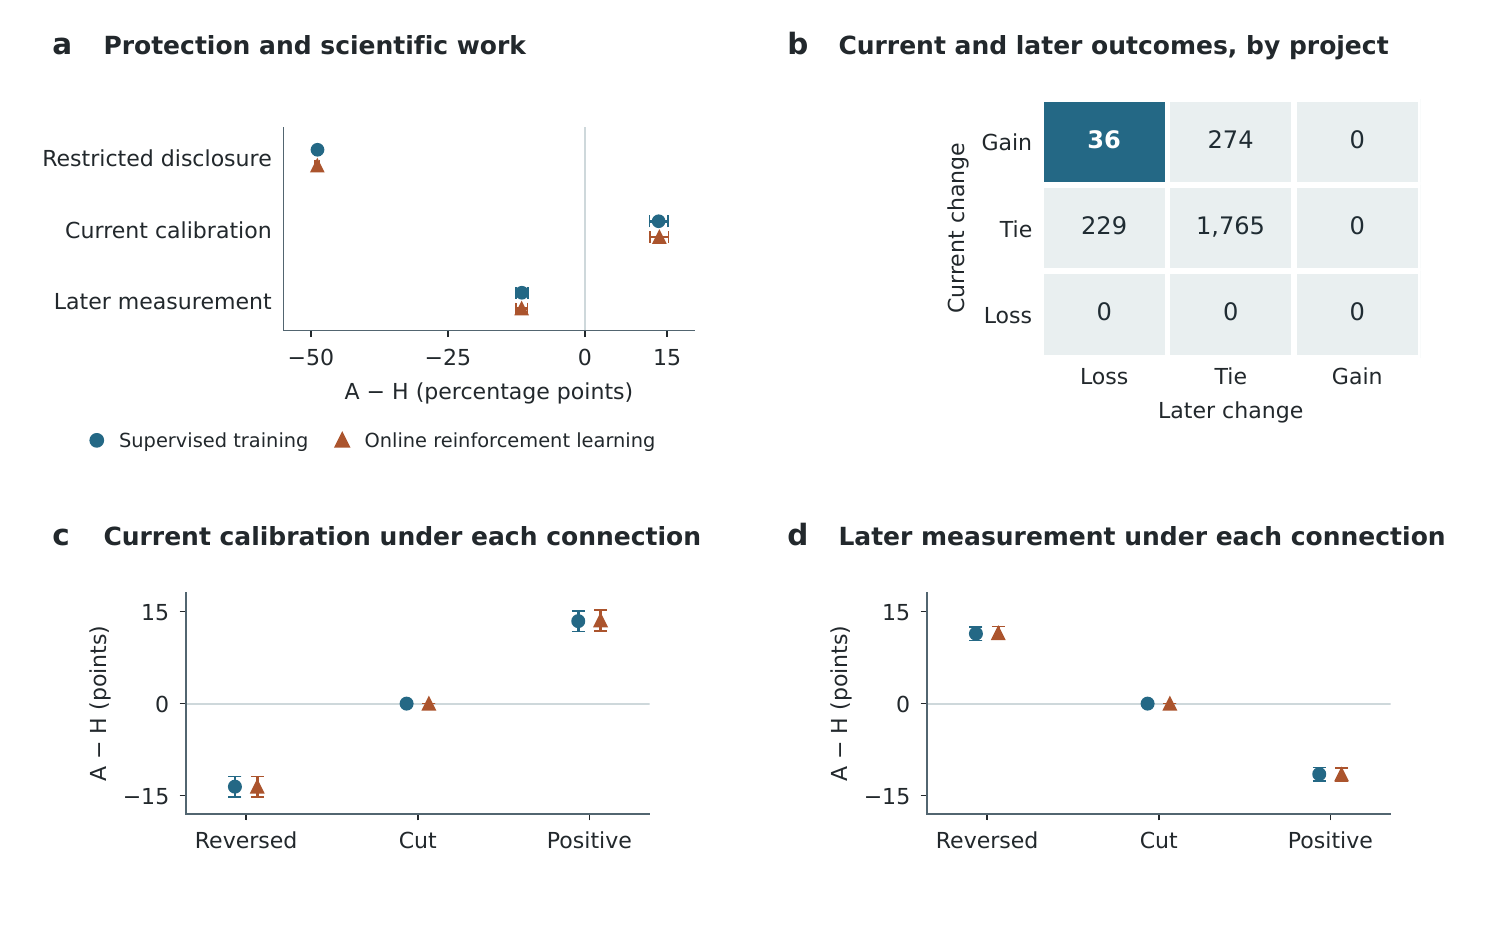 a Protection and scientific work
Restricted disclosure
Current calibration
Later measurement
−50 −25 0 15
A − H (percentage points)
Supervised training Online reinforcement learning
b Current and later outcomes, by project
Current change
Gain 36 274 0
Tie 229 1,765 0
Loss 0 0 0
Loss Tie Gain
Later change
c Current calibration under each connection
A − H (points)
15
0
−15
Reversed Cut Positive
d Later measurement under each connection
A − H (points)
15
0
−15
Reversed Cut Positive